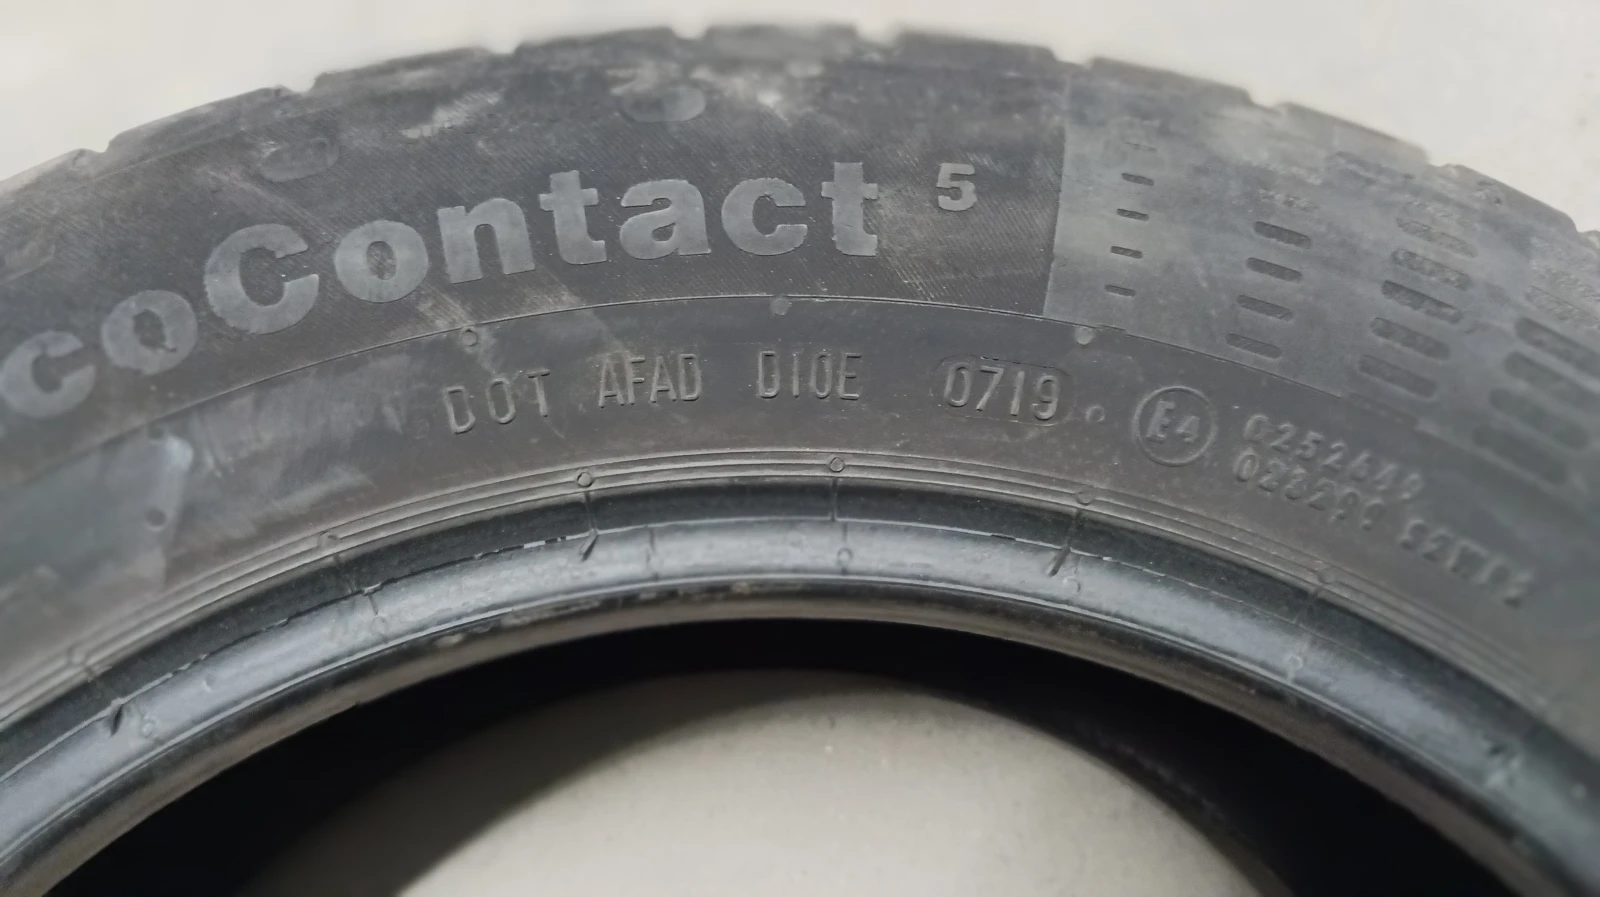 coContact 5
DOT AFAD D10E 0719
E4